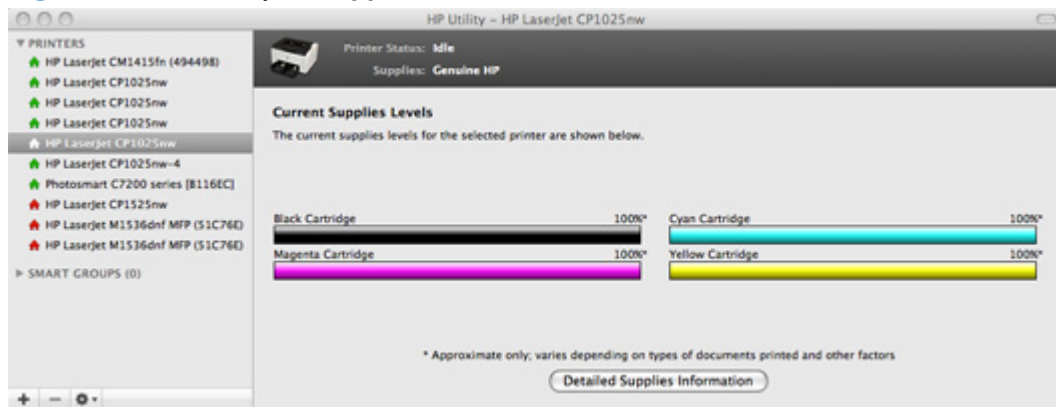 HP Utility – HP LaserJet CP1025nw
▼ PRINTERS
HP LaserJet CM1415fn (494498)
HP LaserJet CP1025nw
HP LaserJet CP1025nw
HP LaserJet CP1025nw
HP LaserJet CP1025nw
HP LaserJet CP1025nw-4
Photosmart C7200 series [B116EC]
HP LaserJet CP1525nw
HP LaserJet M1536dnf MFP (51C76E)
HP LaserJet M1536dnf MFP (51C76E)
▶ SMART GROUPS (0)
Printer Status: Idle
Supplies: Genuine HP
Current Supplies Levels
The current supplies levels for the selected printer are shown below.
Black Cartridge 100%*
Cyan Cartridge 100%*
Magenta Cartridge 100%*
Yellow Cartridge 100%*
* Approximate only; varies depending on types of documents printed and other factors
Detailed Supplies Information